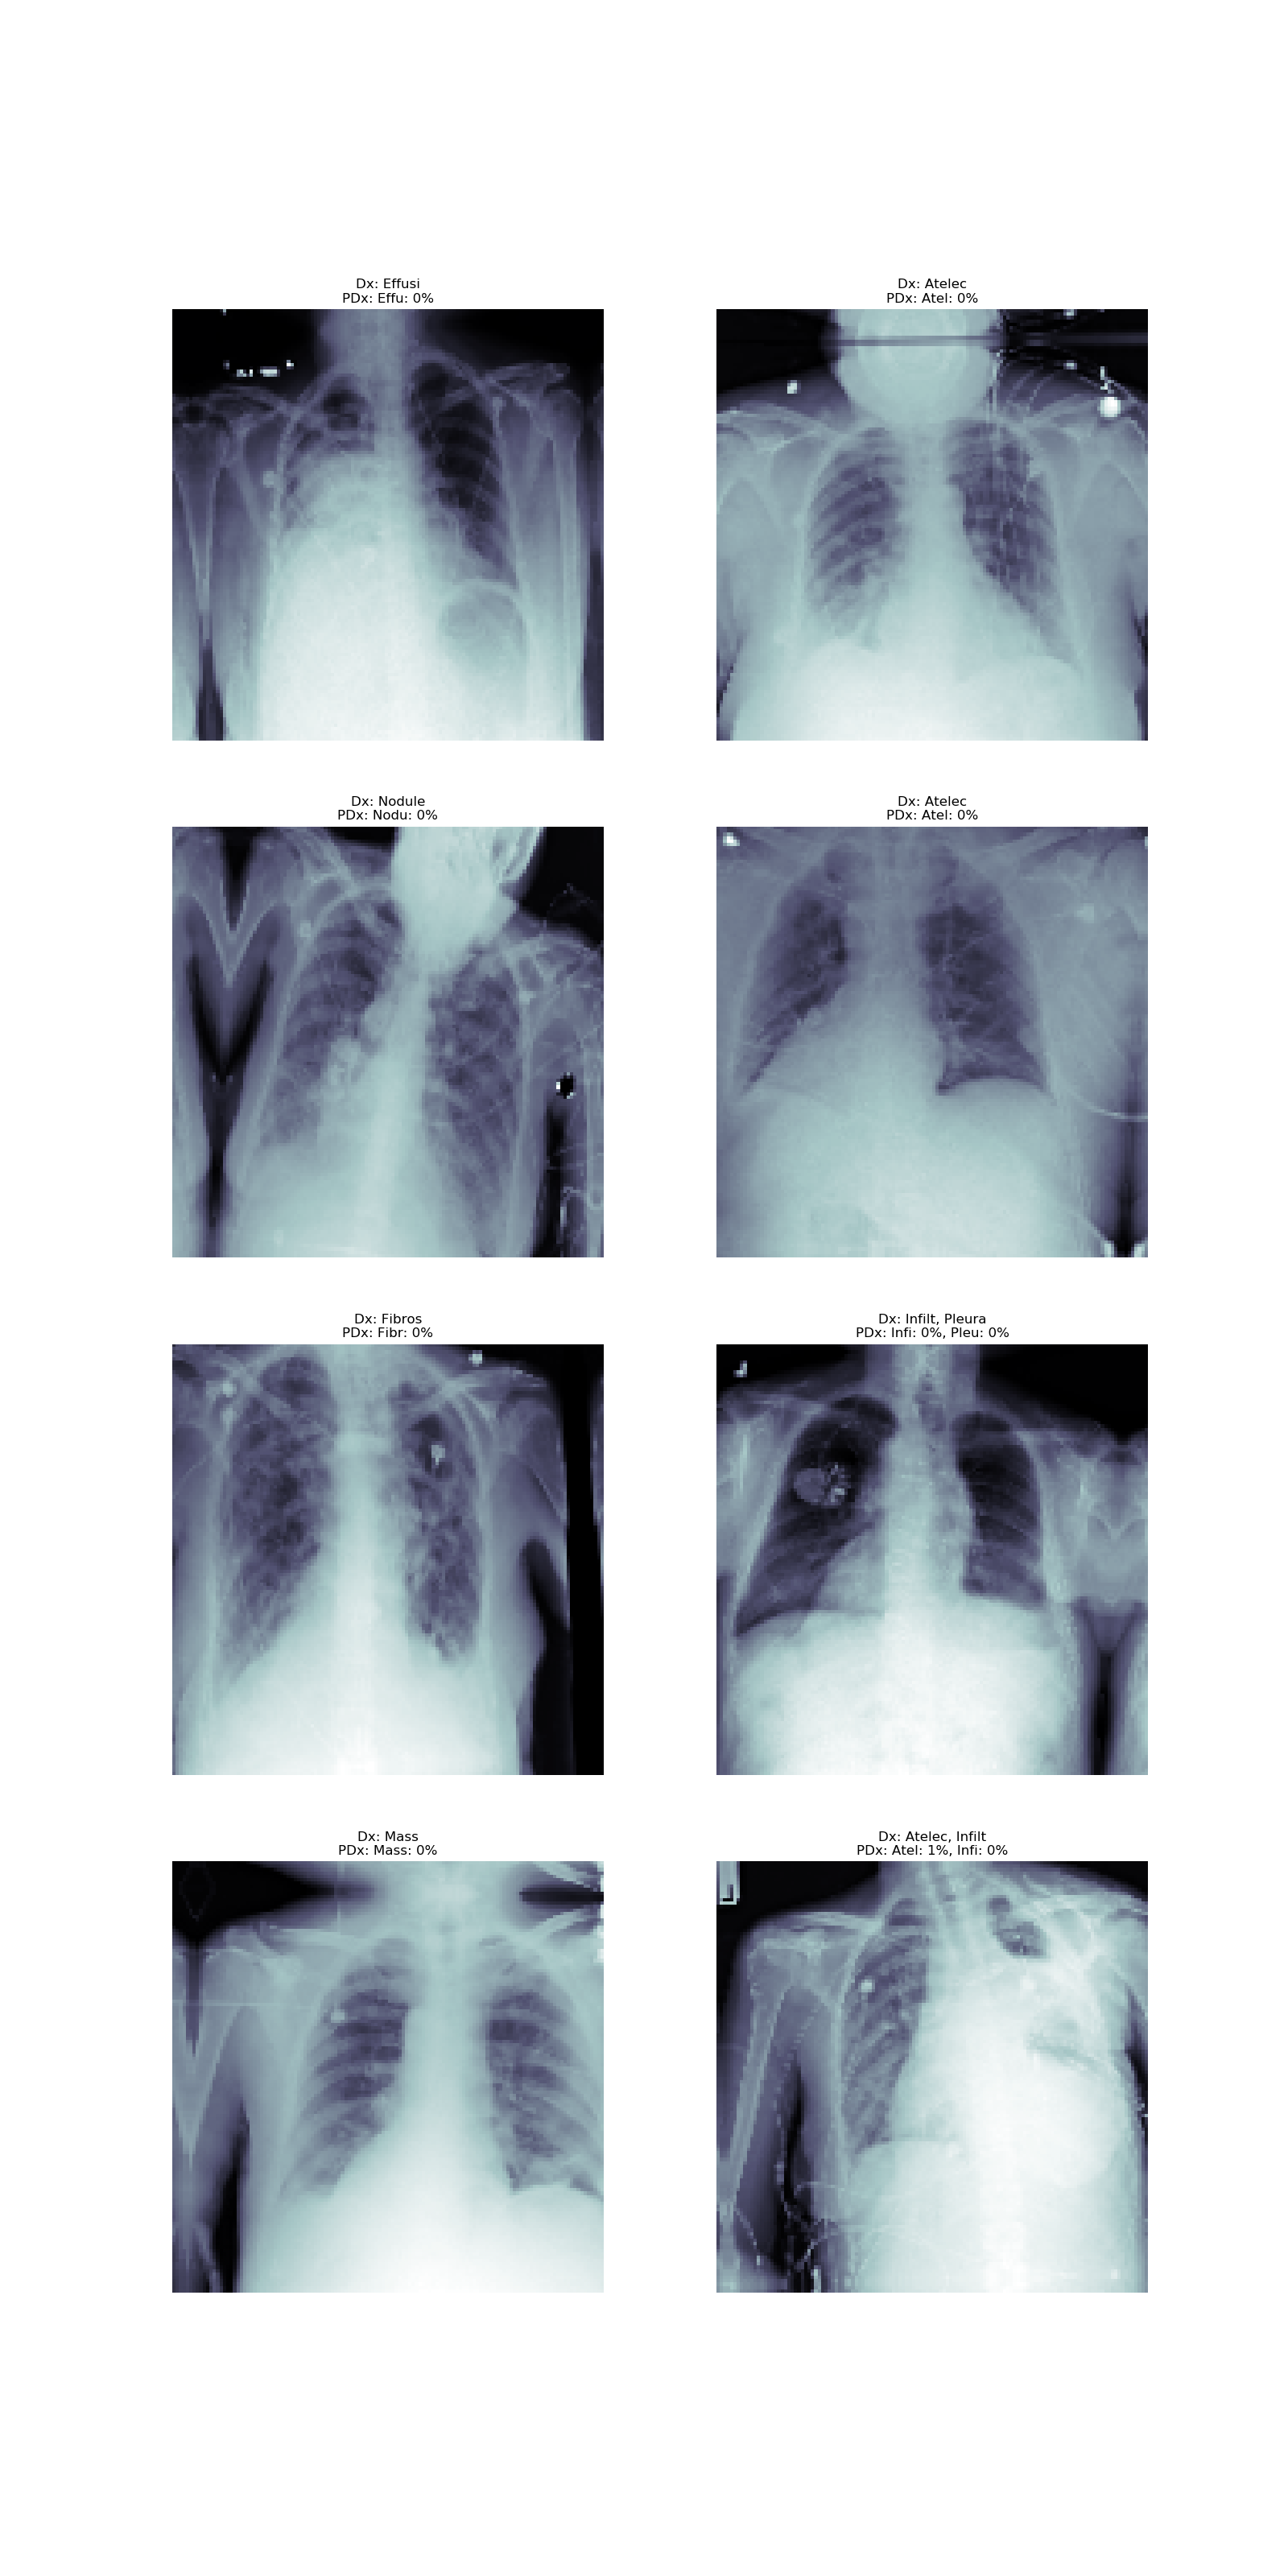 Dx: Effusi
PDx: Effu: 0%
Dx: Atelec
PDx: Atel: 0%
Dx: Nodule
PDx: Nodu: 0%
Dx: Atelec
PDx: Atel: 0%
Dx: Fibros
PDx: Fibr: 0%
Dx: Infilt, Pleura
PDx: Infi: 0%, Pleu: 0%
Dx: Mass
PDx: Mass: 0%
Dx: Atelec, Infilt
PDx: Atel: 1%, Infi: 0%